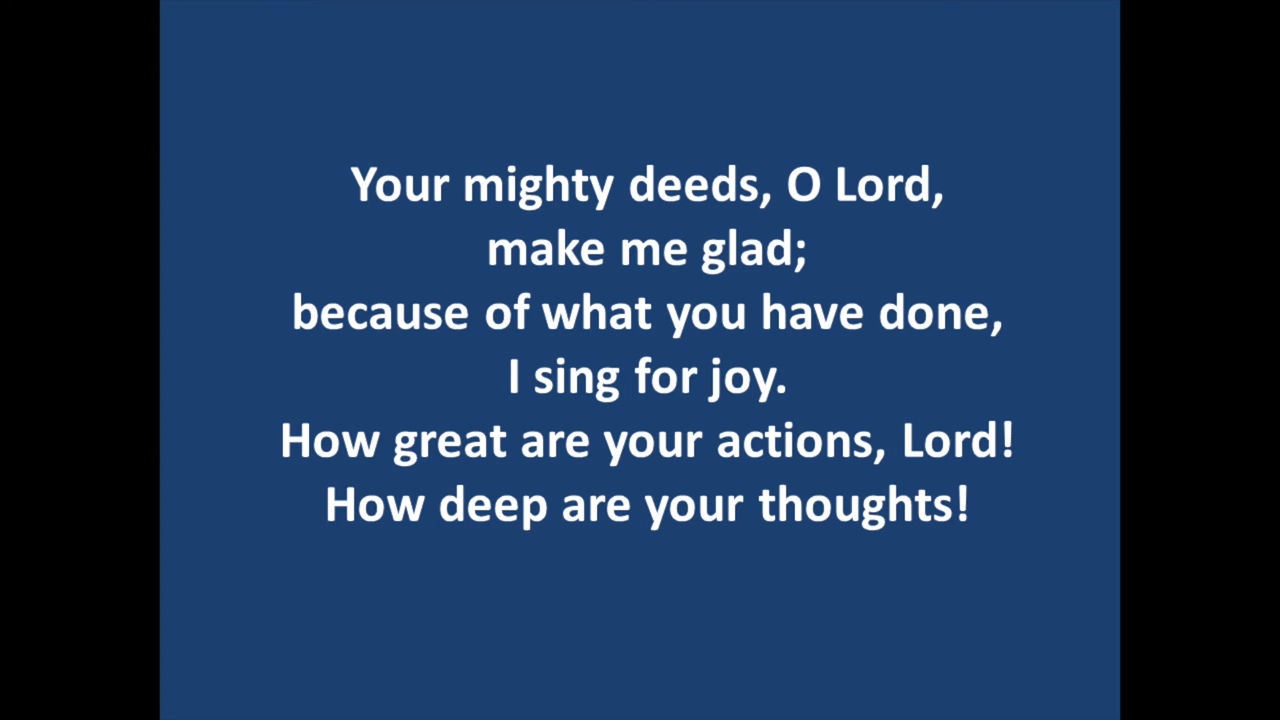 Your mighty deeds, O Lord,
make me glad;
because of what you have done,
I sing for joy.
How great are your actions, Lord!
How deep are your thoughts!